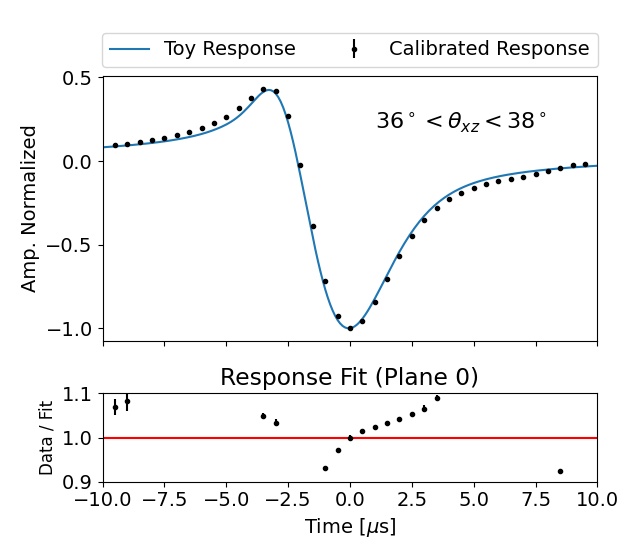 Toy Response Calibrated Response
0.5
0.0
−0.5
−1.0
Amp. Normalized
36° < θxz < 38°
Response Fit (Plane 0)
1.1
1.0
0.9
Data / Fit
−10.0 −7.5 −5.0 −2.5 0.0 2.5 5.0 7.5 10.0
Time [μs]